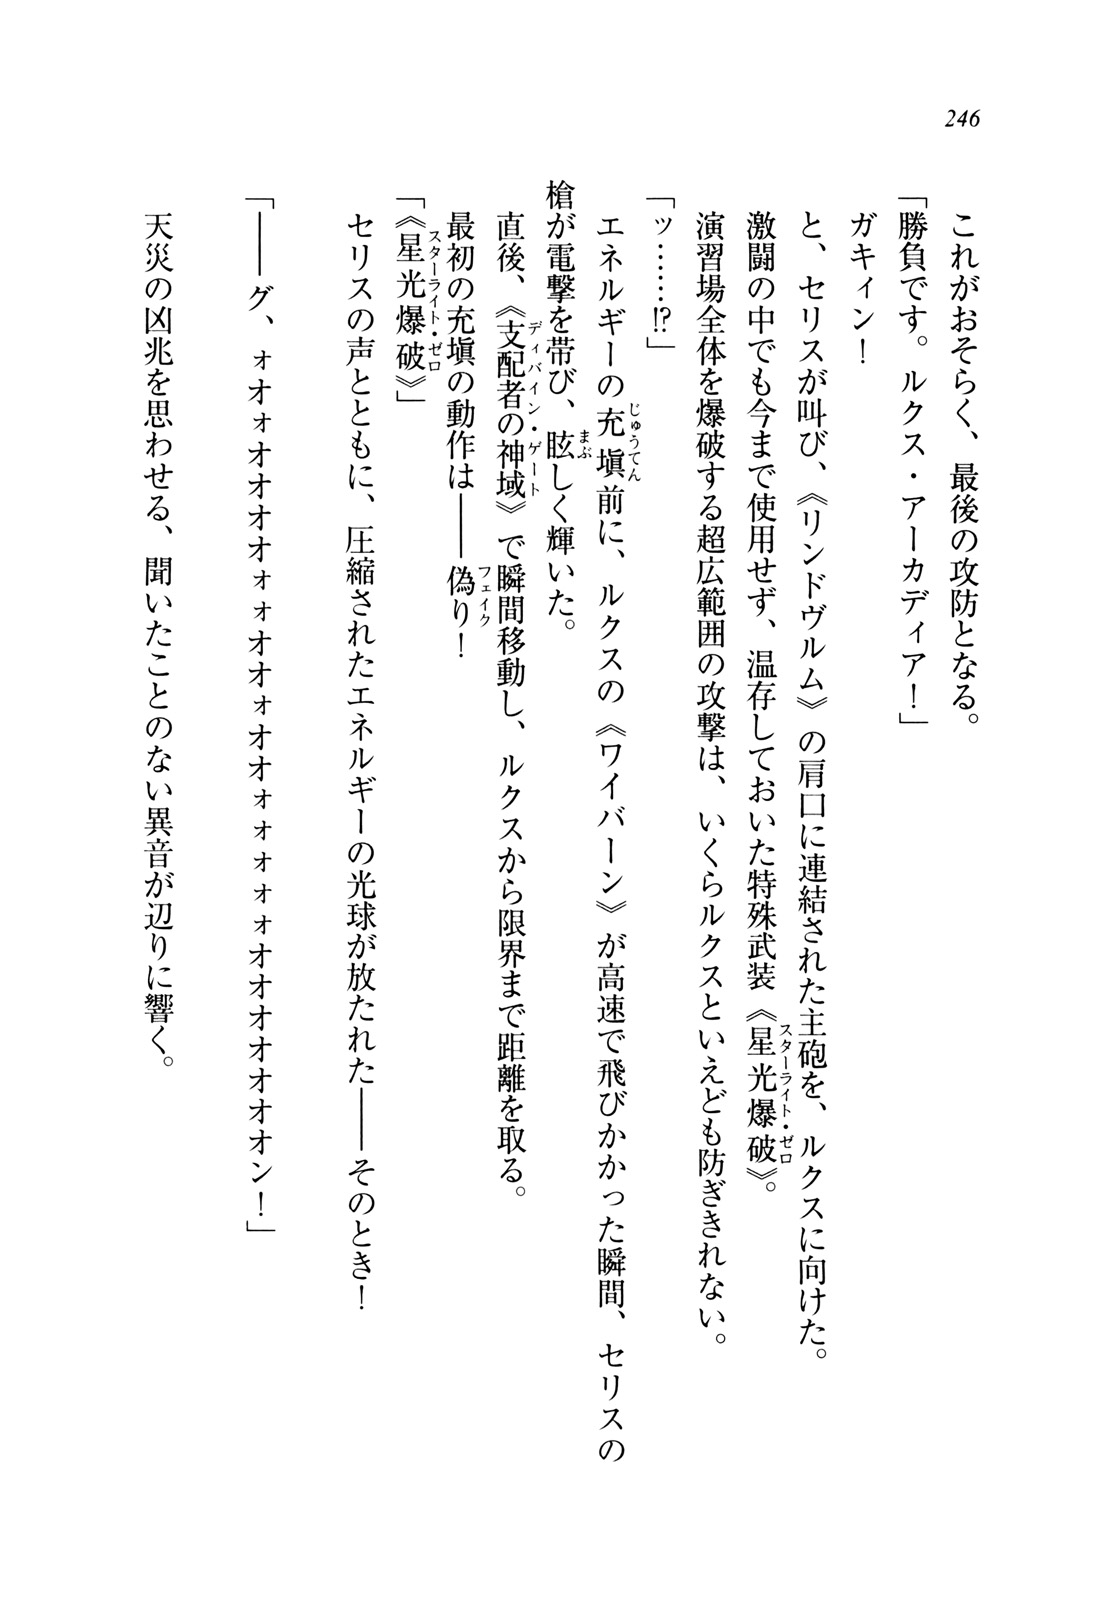 246
これがおそらく、最後の攻防となる。
「勝負です。ルクス・アーカディア！」
ガキィン！
と、セリスが叫び、《リンドヴルム》の肩口に連結された主砲を、ルクスに向けた。
激闘の中でも今まで使用せず、温存しておいた特殊武装《星光爆破》。
スターライト・ゼロ
演習場全体を爆破する超広範囲の攻撃は、いくらルクスといえども防ぎきれない。
「ッ……!?」
エネルギーの充塡前に、ルクスの《ワイバーン》が高速で飛びかかった瞬間、セリスの
じゅうてん
槍が電撃を帯び、眩しく輝いた。
まぶ
直後、《支配者の神域》で瞬間移動し、ルクスから限界まで距離を取る。
ディバイン・ゲート
最初の充塡の動作は――偽り！
フェイク
「《星光爆破》」
スターライト・ゼロ
セリスの声とともに、圧縮されたエネルギーの光球が放たれた――そのとき！
「――グ、ォオォオオオオォォオオォオオォォォォォオオオオオオオン！」
天災の凶兆を思わせる、聞いたことのない異音が辺りに響く。